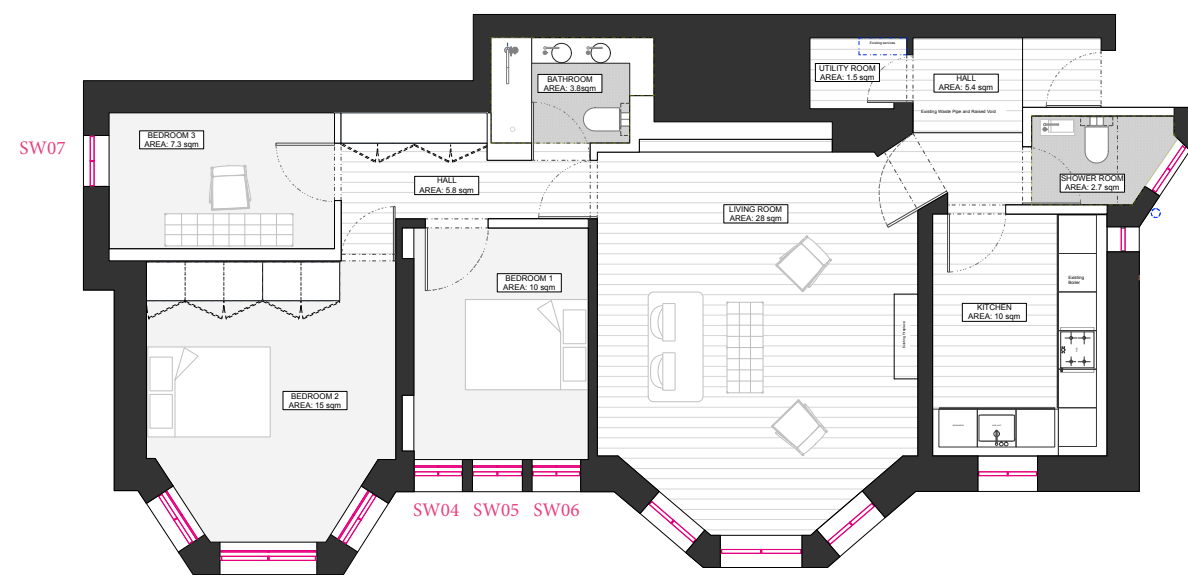 Existing services
UTILITY ROOM
AREA: 1.5 sqm
HALL
AREA: 5.4 sqm
BATHROOM
AREA: 3.8sqm
Existing Waste Pipe and Raised Void
BEDROOM 3
AREA: 7.3 sqm
SW07
HALL
AREA: 5.8 sqm
SHOWER ROOM
AREA: 2.7 sqm
LIVING ROOM
AREA: 28 sqm
BEDROOM 1
AREA: 10 sqm
Existing
Boiler
KITCHEN
AREA: 10 sqm
Existing Fireplace
BEDROOM 2
AREA: 15 sqm
SW04 SW05 SW06